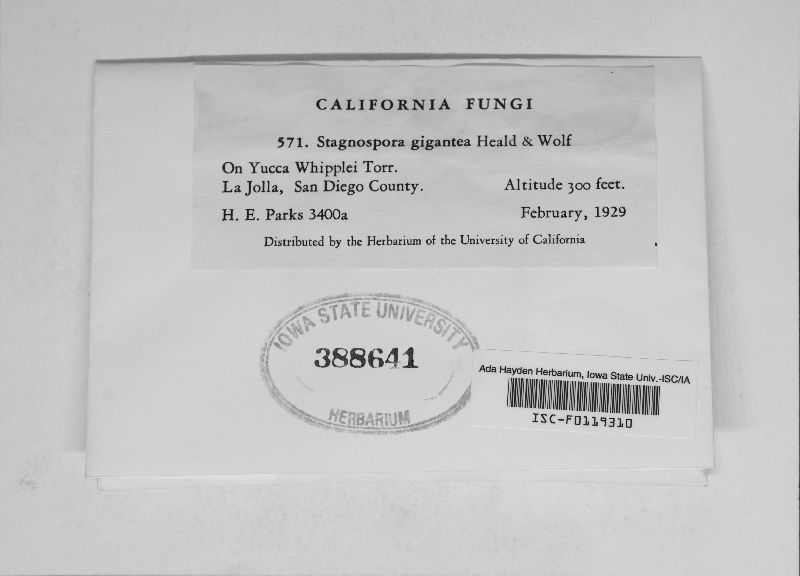 CALIFORNIA FUNGI
571. Stagnospora gigantea Heald & Wolf
On Yucca Whipplei Torr.
La Jolla, San Diego County. Altitude 300 feet.
H. E. Parks 3400a February, 1929
Distributed by the Herbarium of the University of California
IOWA STATE UNIVERSITY
388641
HERBARIUM
Ada Hayden Herbarium, Iowa State Univ.-ISC/IA
ISC-F0119310